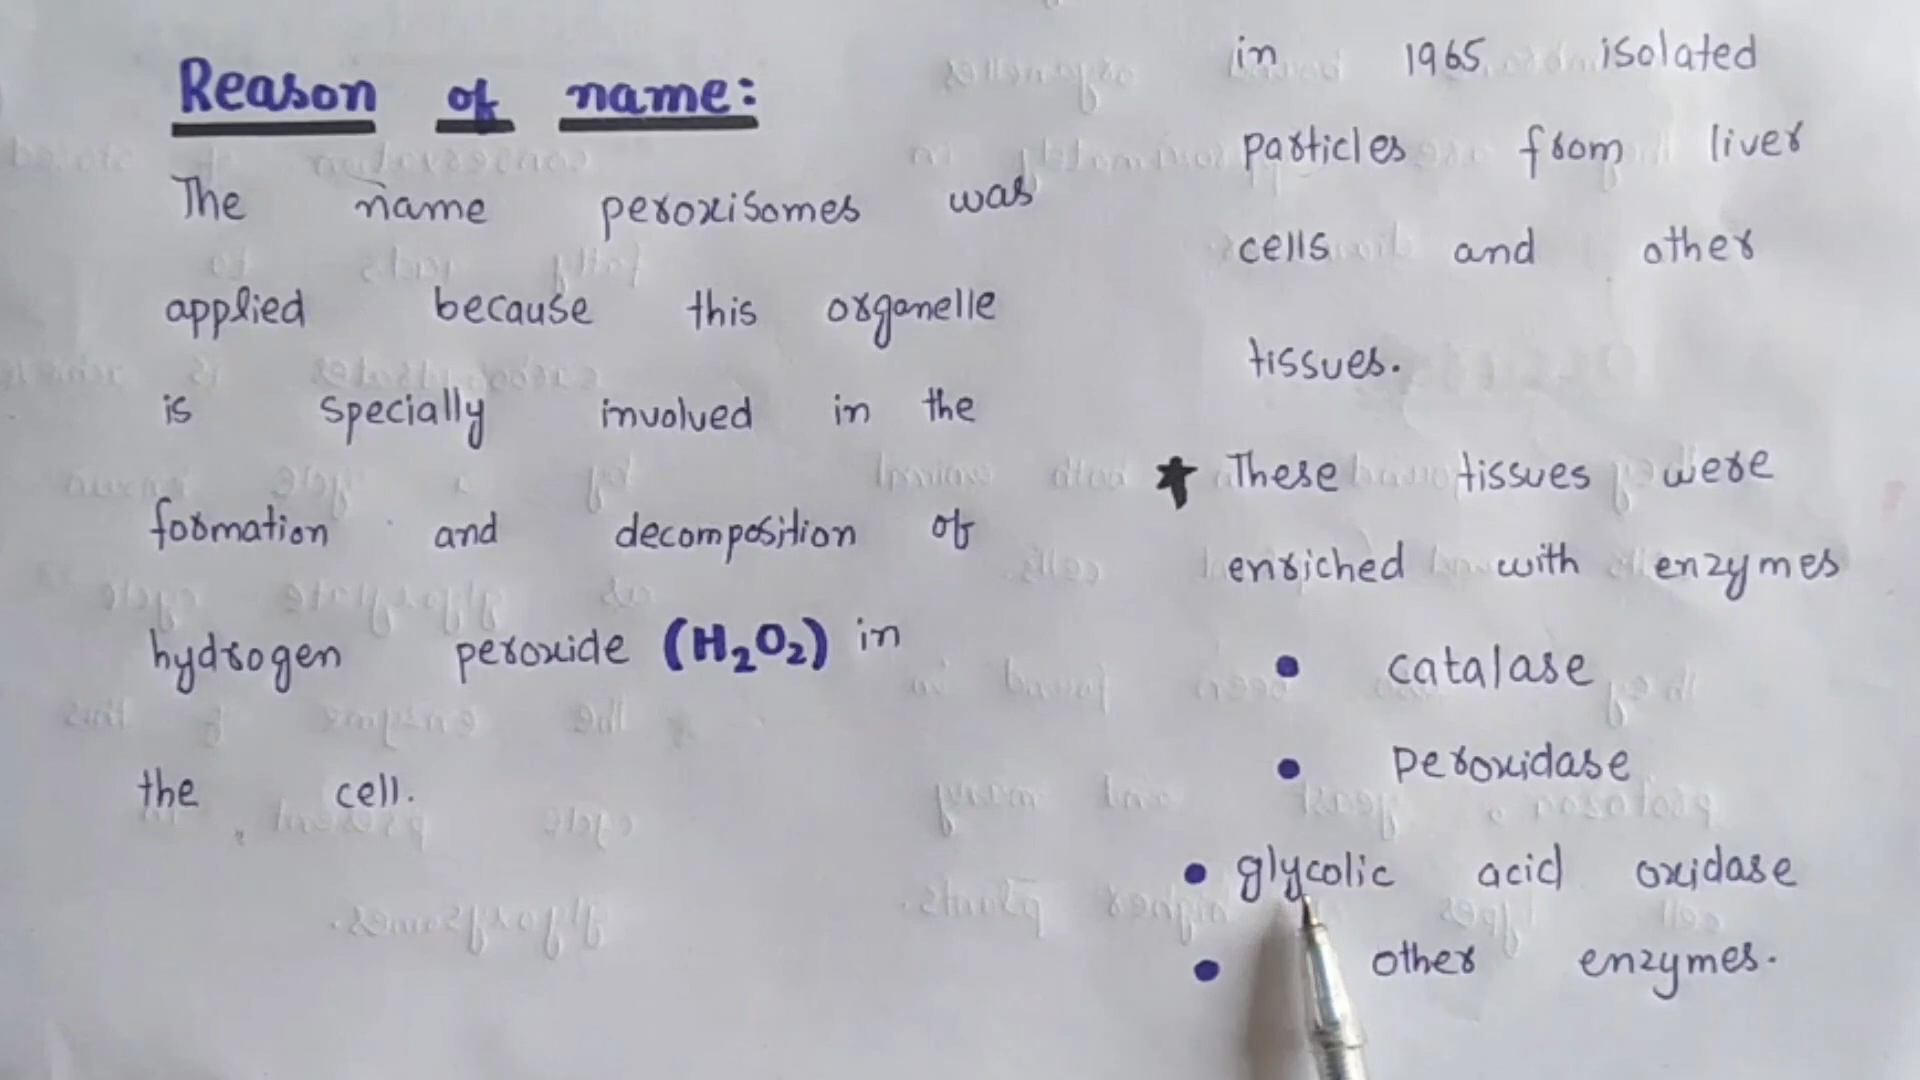 Reason of name:
The name peroxisomes was
applied because this organelle
is specially involved in the
formation and decomposition of
hydrogen peroxide (H₂O₂) in
the cell.
in 1965 isolated
particles from liver
cells and other
tissues.
★ These tissues were
enriched with enzymes
• catalase
• peroxidase
• glycolic acid oxidase
• other enzymes.